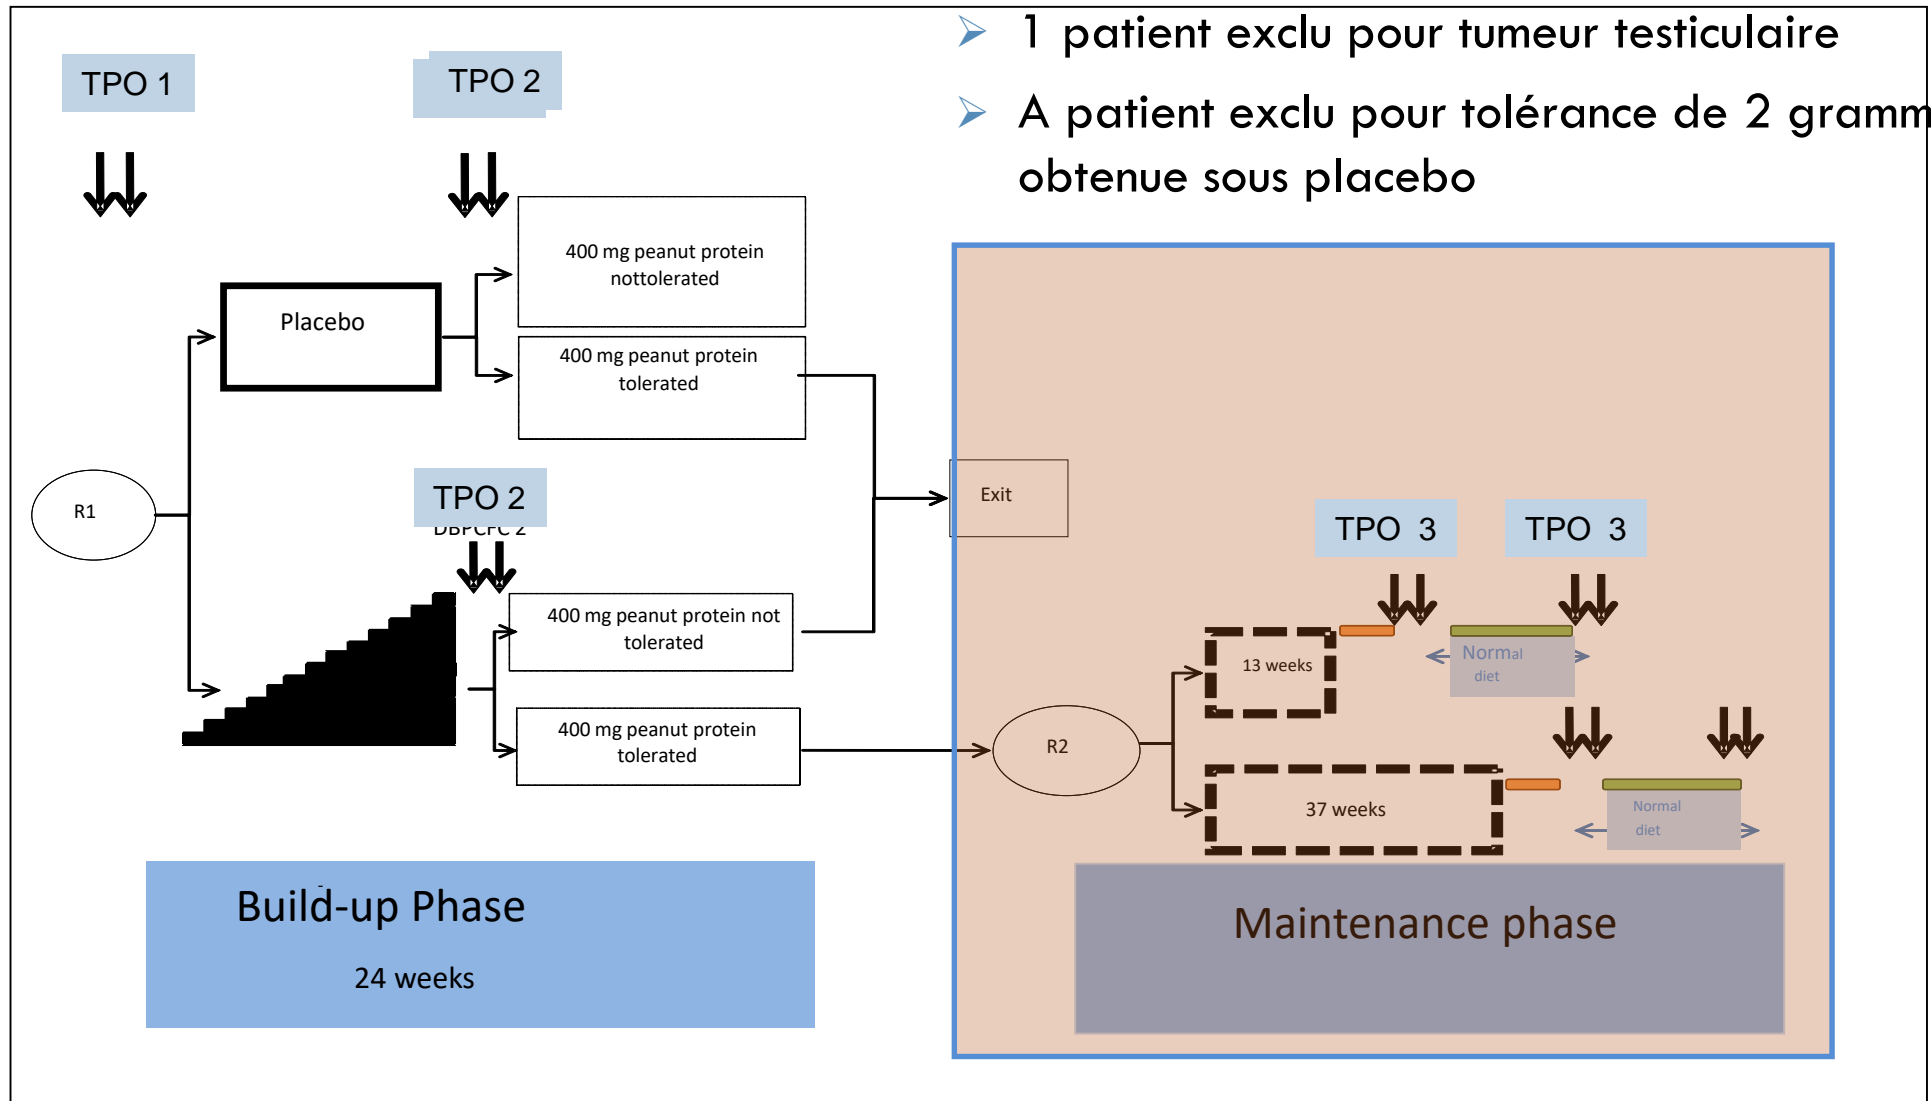 1 patient exclu pour tumeur testiculaire
A patient exclu pour tolérance de 2 gramm
obtenue sous placebo
TPO 1
TPO 2
400 mg peanut protein
nottolerated
Placebo
400 mg peanut protein
tolerated
TPO 2
DBPCFC 2
R1
Exit
TPO 3
TPO 3
400 mg peanut protein not
tolerated
13 weeks
Normal
diet
400 mg peanut protein
tolerated
R2
37 weeks
Normal
diet
Build-up Phase
24 weeks
Maintenance phase